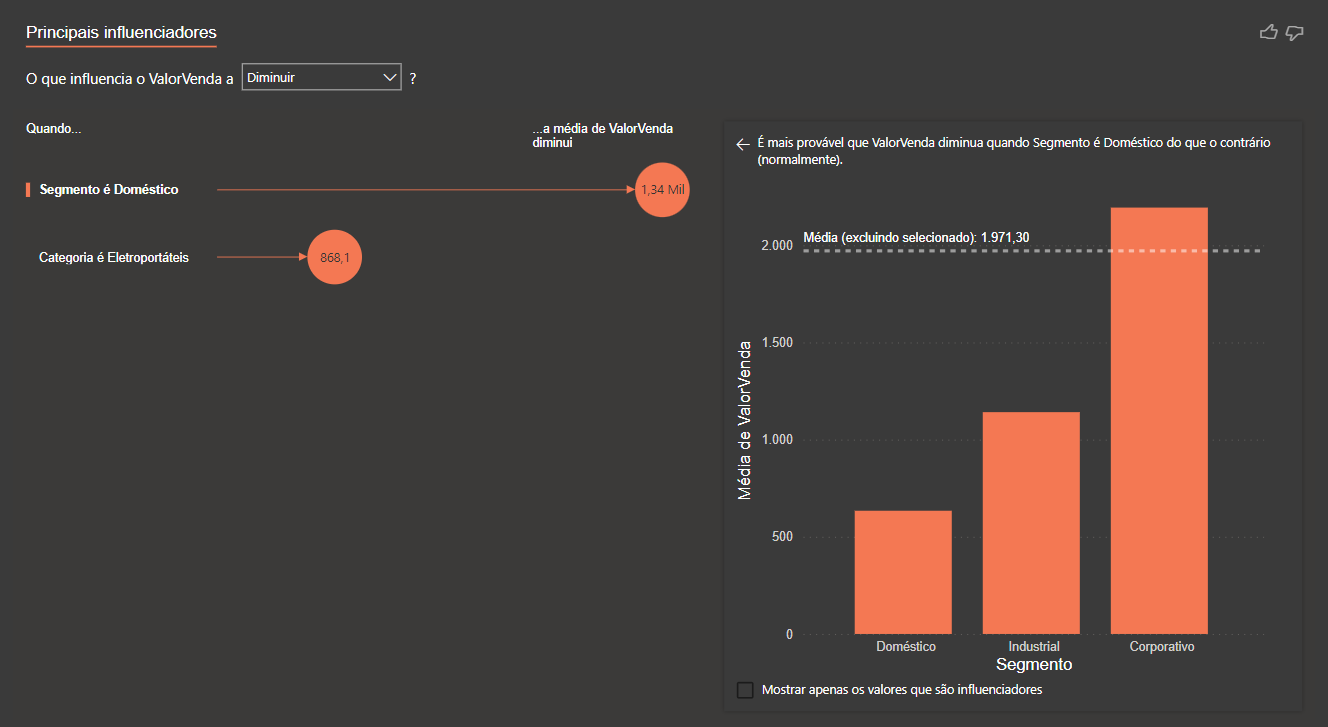 Principais influenciadores
O que influencia o ValorVenda a Diminuir ?
Quando...
...a média de ValorVenda
diminui
Segmento é Doméstico 1,34 Mil
Categoria é Eletroportáteis 868,1
É mais provável que ValorVenda diminua quando Segmento é Doméstico do que o contrário
(normalmente).
Média (excluindo selecionado): 1.971,30
2.000
1.500
1.000
500
0
Média de ValorVenda
Doméstico Industrial Corporativo
Segmento
Mostrar apenas os valores que são influenciadores